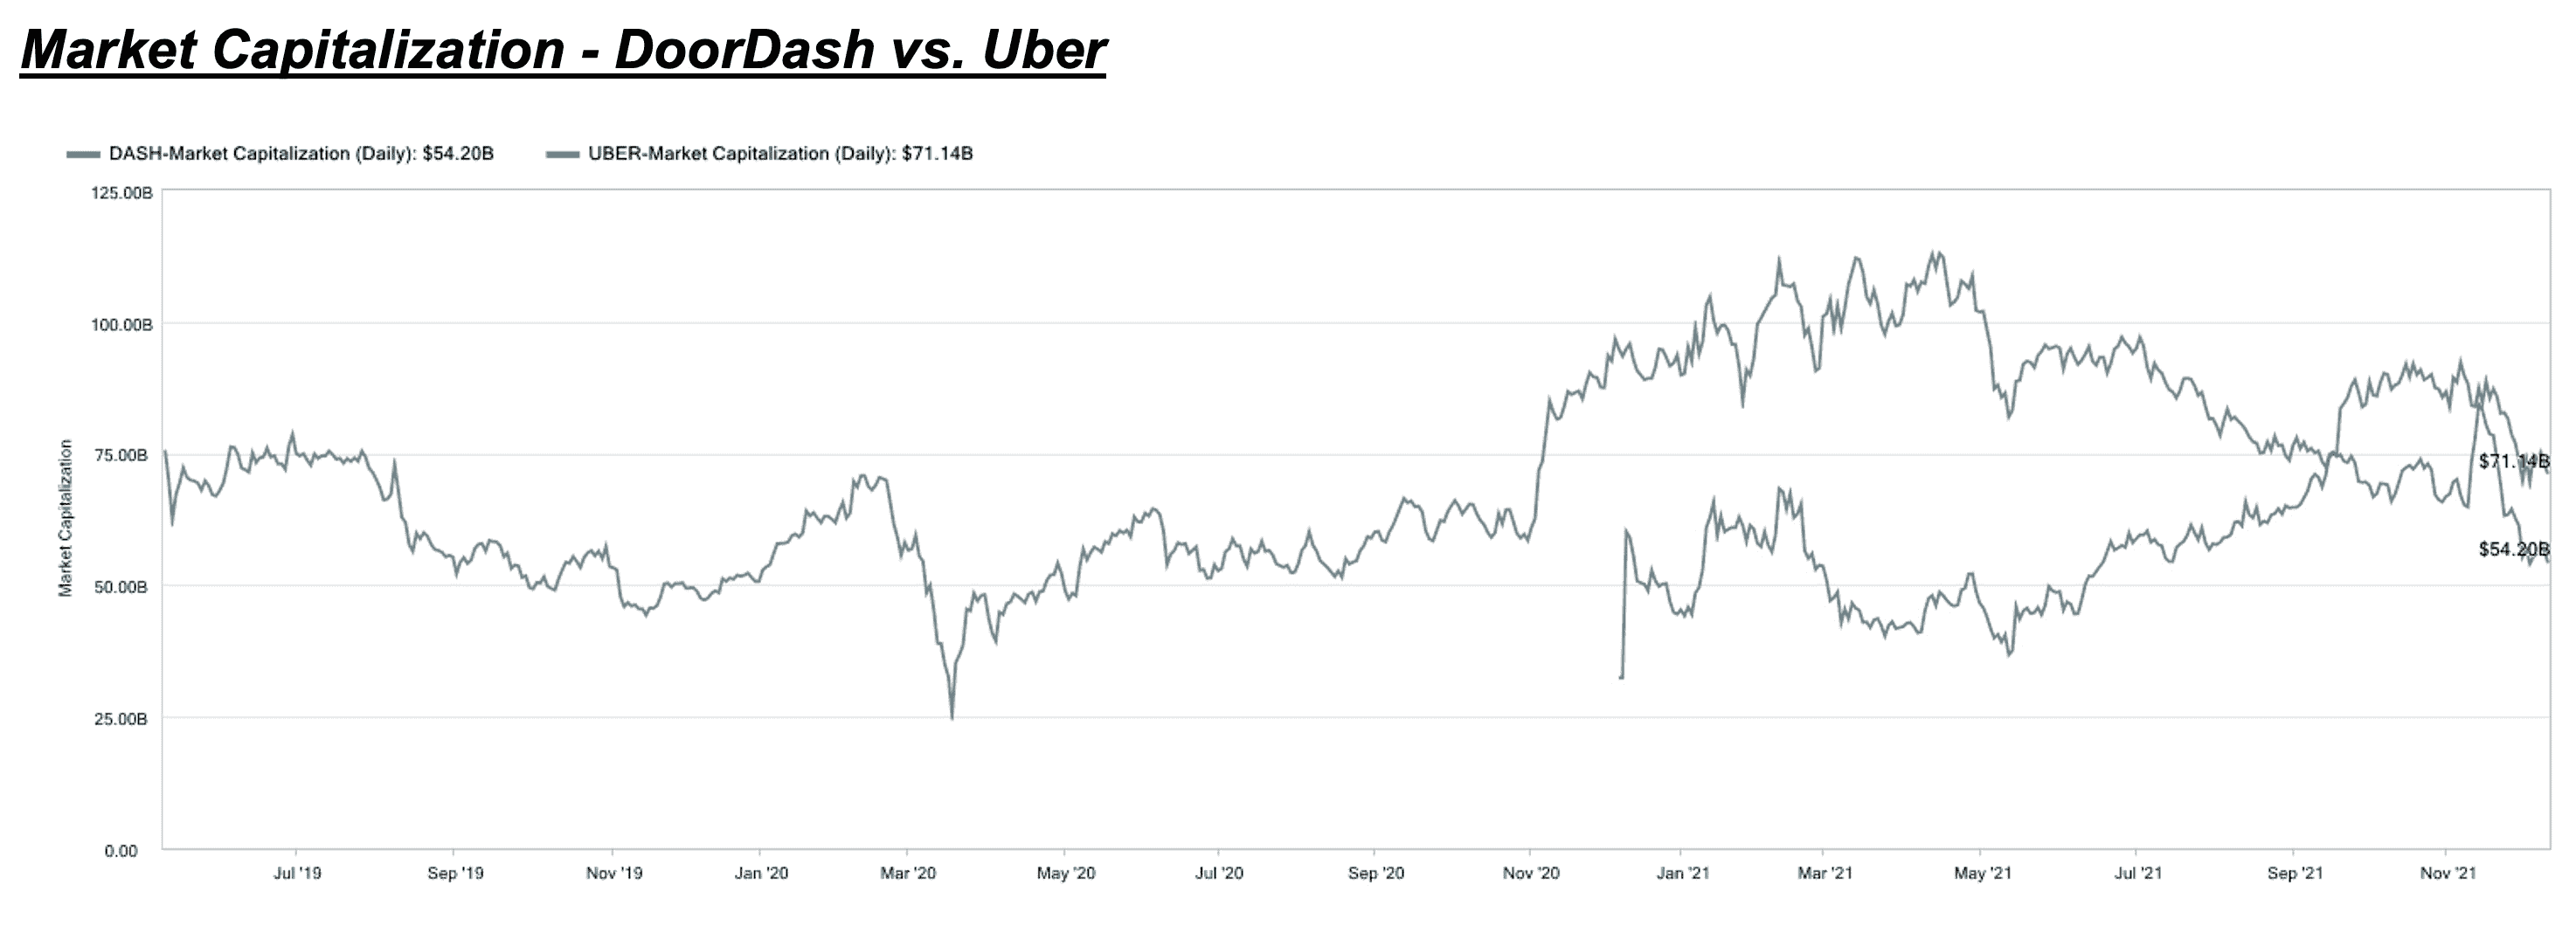 Market Capitalization - DoorDash vs. Uber
DASH-Market Capitalization (Daily): $54.20B UBER-Market Capitalization (Daily): $71.14B
125.00B
100.00B
75.00B
50.00B
25.00B
0.00
Market Capitalization
$71.14B
$54.20B
Jul '19 Sep '19 Nov '19 Jan '20 Mar '20 May '20 Jul '20 Sep '20 Nov '20 Jan '21 Mar '21 May '21 Jul '21 Sep '21 Nov '21